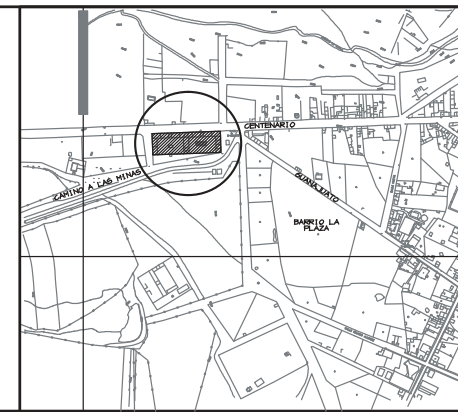 CENTENARIO
CAMINO A LAS MINAS
GUANAJUATO
BARRIO LA
PLAZA